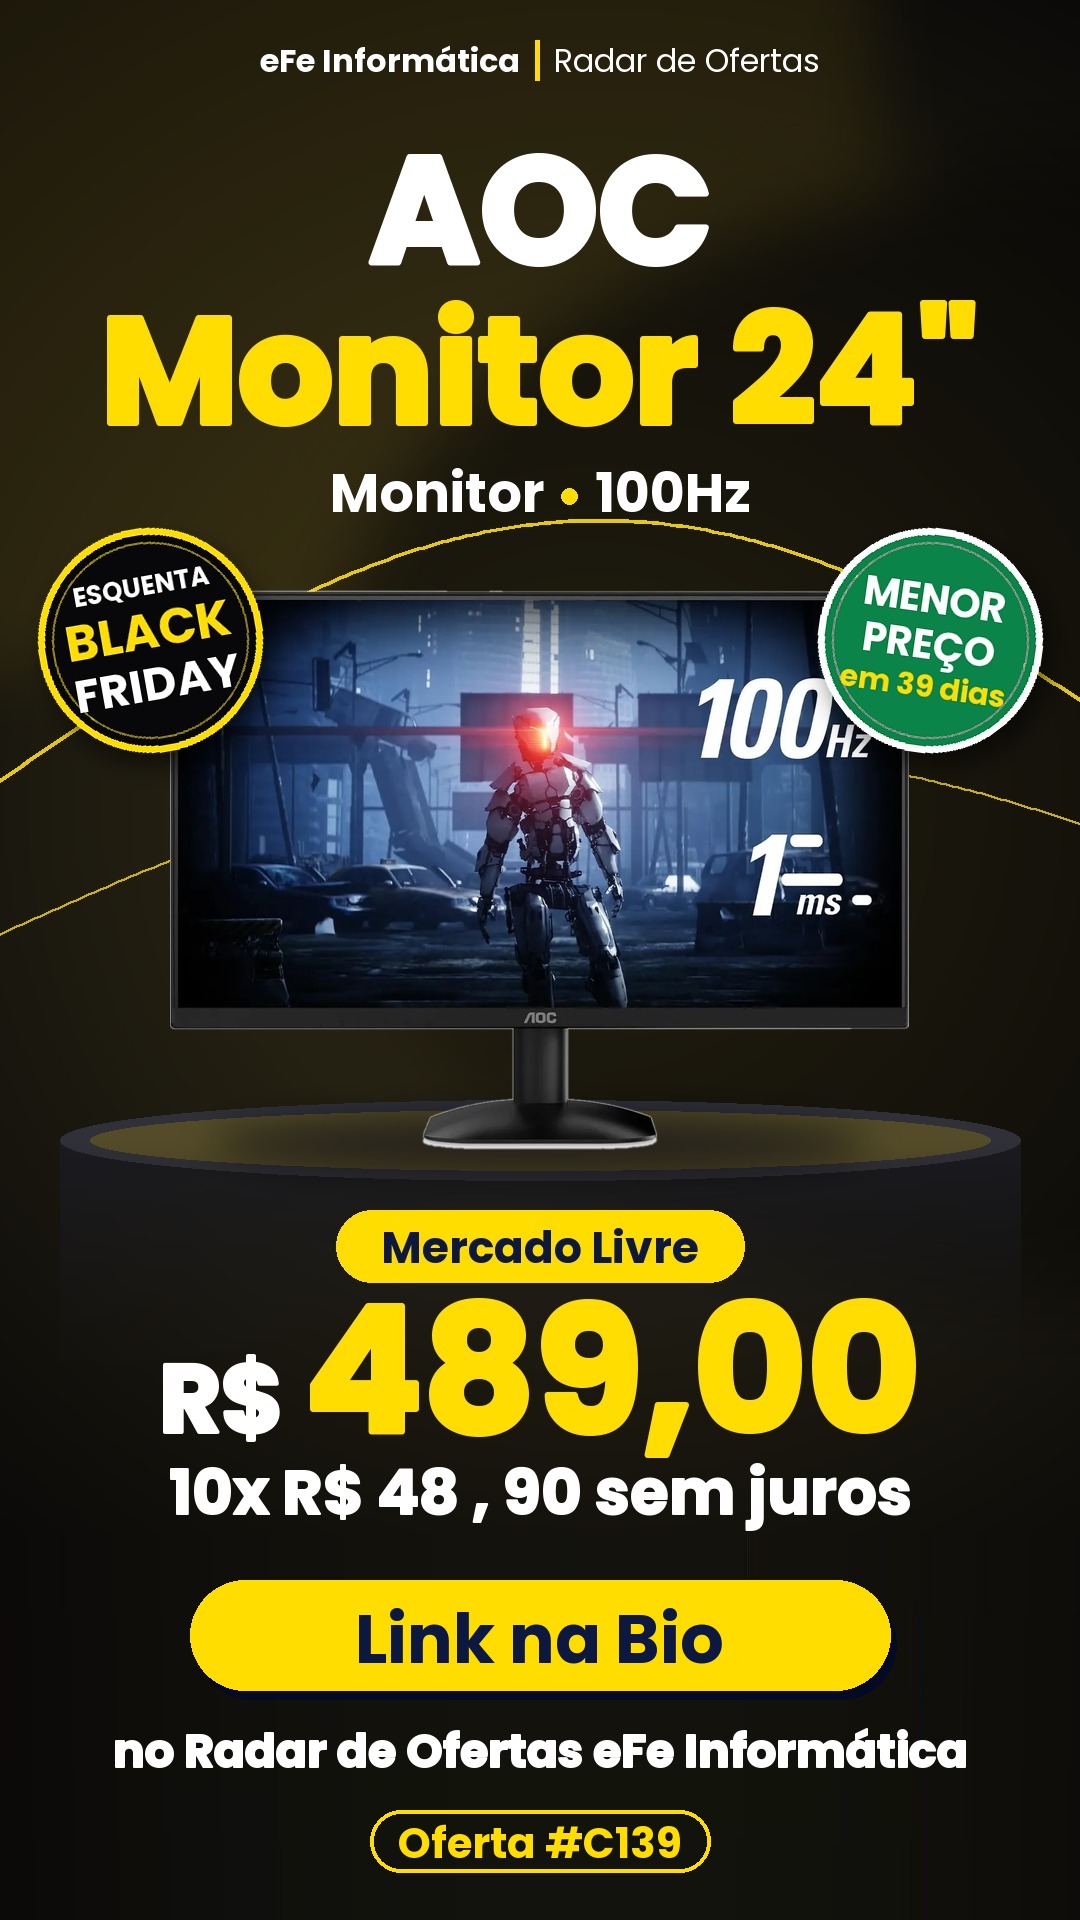 eFe Informática | Radar de Ofertas
AOC
Monitor 24"
Monitor • 100Hz
ESQUENTA
BLACK
FRIDAY
MENOR
PREÇO
em 39 dias
100Hz
1ms
AOC
Mercado Livre
R$ 489,00
10x R$ 48 , 90 sem juros
Link na Bio
no Radar de Ofertas eFe Informática
Oferta #C139